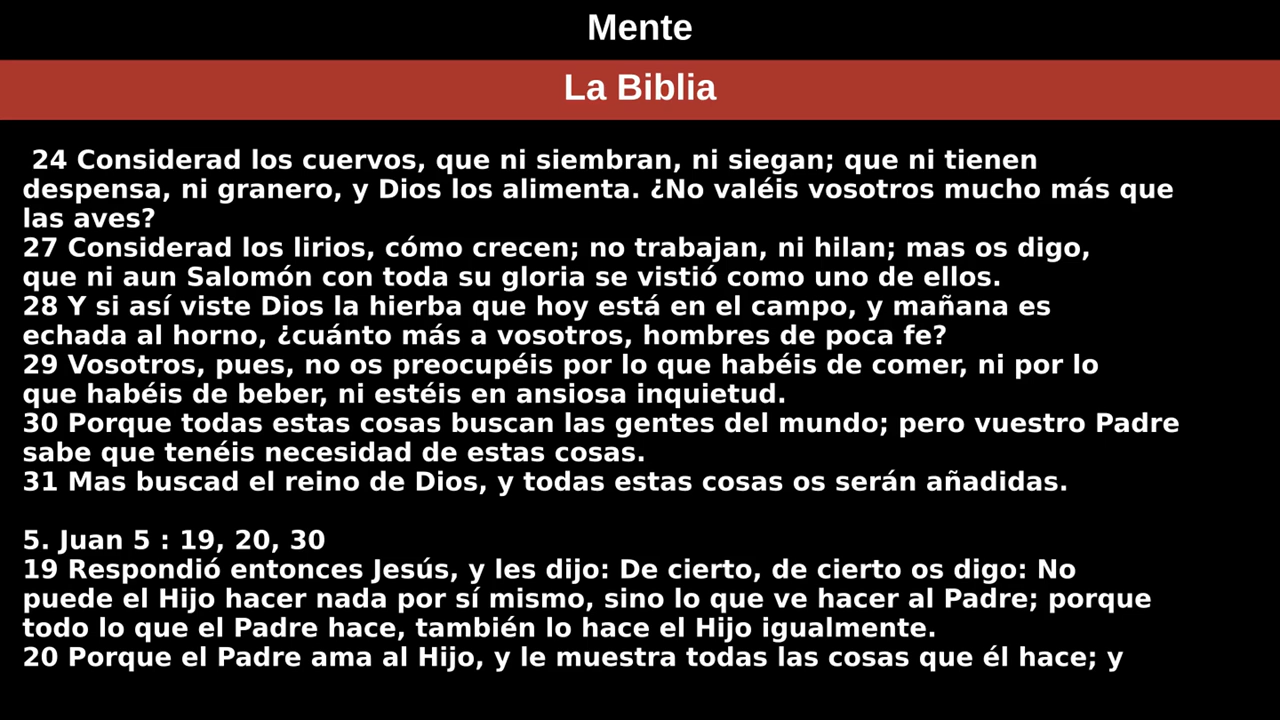 Mente
La Biblia
24 Considerad los cuervos, que ni siembran, ni siegan; que ni tienen
despensa, ni granero, y Dios los alimenta. ¿No valéis vosotros mucho más que
las aves?
27 Considerad los lirios, cómo crecen; no trabajan, ni hilan; mas os digo,
que ni aun Salomón con toda su gloria se vistió como uno de ellos.
28 Y si así viste Dios la hierba que hoy está en el campo, y mañana es
echada al horno, ¿cuánto más a vosotros, hombres de poca fe?
29 Vosotros, pues, no os preocupéis por lo que habéis de comer, ni por lo
que habéis de beber, ni estéis en ansiosa inquietud.
30 Porque todas estas cosas buscan las gentes del mundo; pero vuestro Padre
sabe que tenéis necesidad de estas cosas.
31 Mas buscad el reino de Dios, y todas estas cosas os serán añadidas.
5. Juan 5 : 19, 20, 30
19 Respondió entonces Jesús, y les dijo: De cierto, de cierto os digo: No
puede el Hijo hacer nada por sí mismo, sino lo que ve hacer al Padre; porque
todo lo que el Padre hace, también lo hace el Hijo igualmente.
20 Porque el Padre ama al Hijo, y le muestra todas las cosas que él hace; y